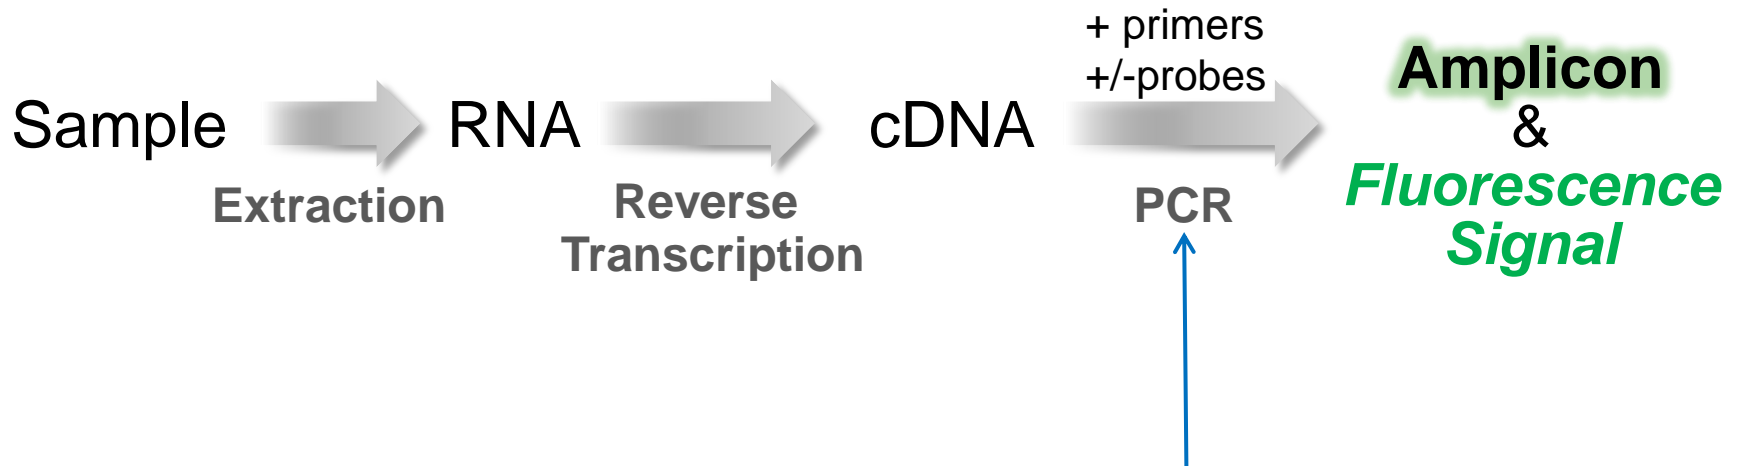 + primers
+/-probes
Sample
RNA
cDNA
Amplicon
&
Fluorescence
Signal
Extraction
Reverse
Transcription
PCR